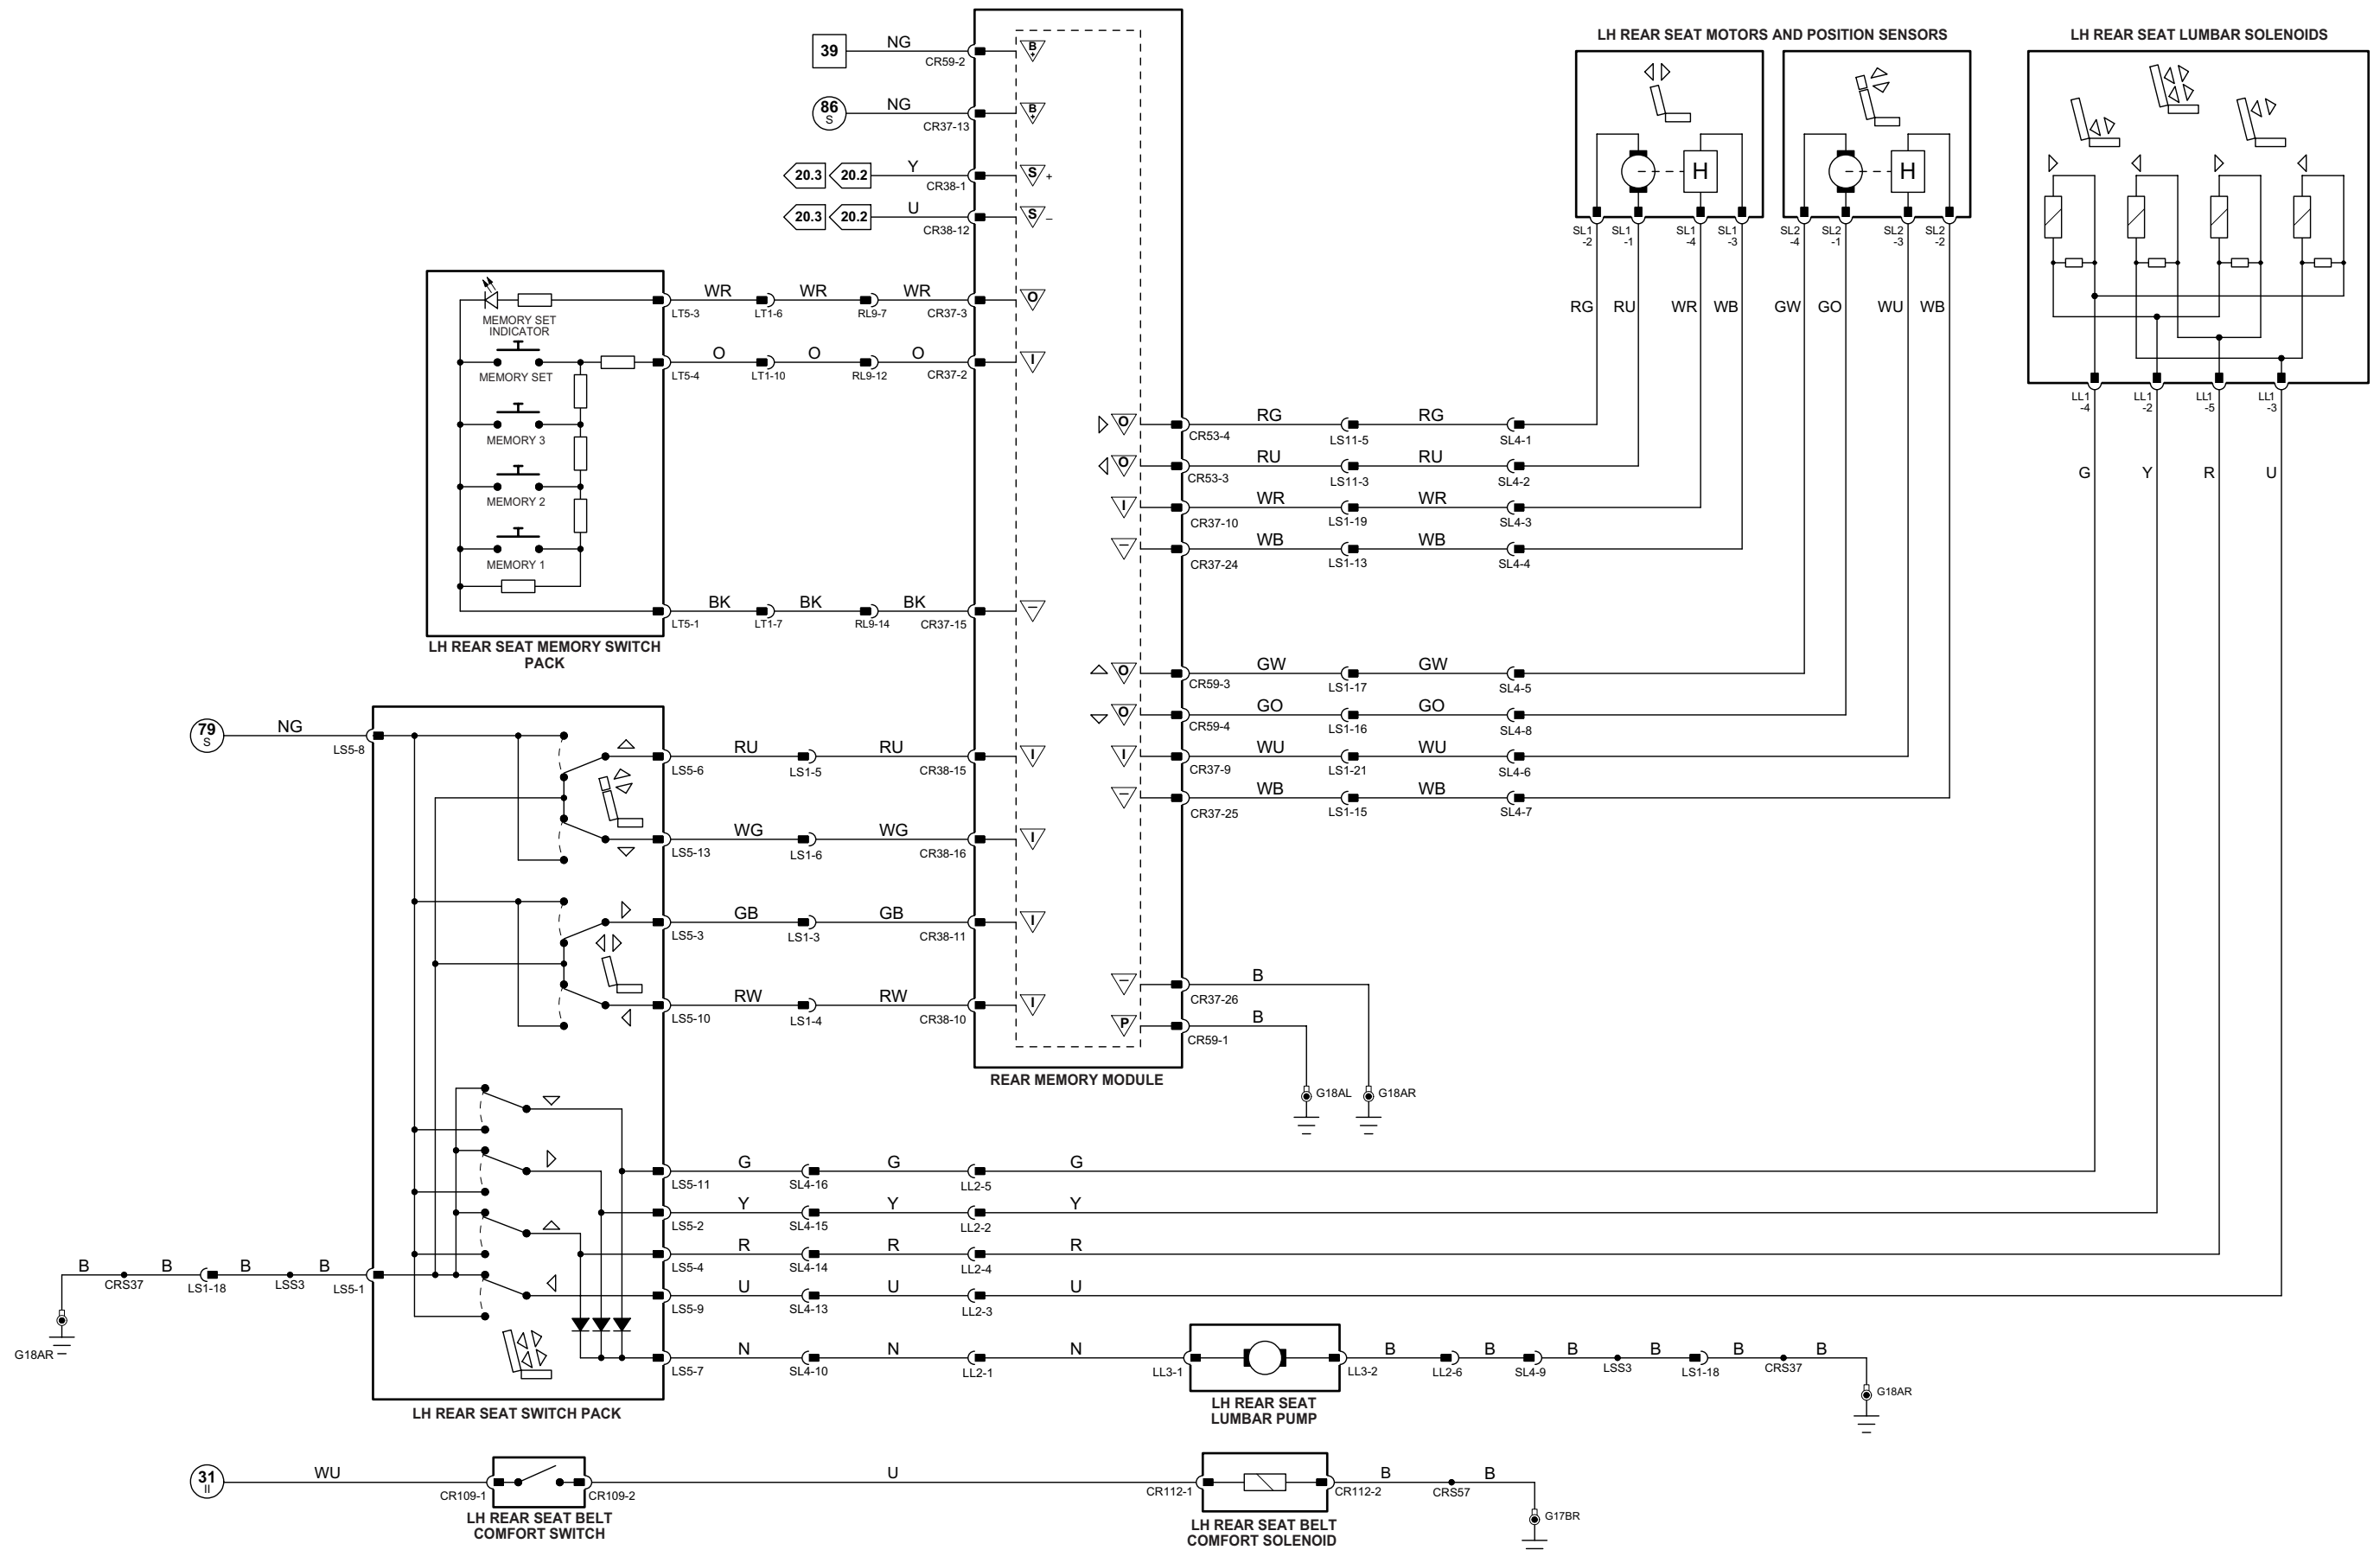 39
NG
CR59-2
B
+
86
S
NG
CR37-13
B
+
20.3
20.2
Y
CR38-1
S
+
20.3
20.2
U
CR38-12
S
–
MEMORY SET
INDICATOR
WR
WR
WR
LT5-3
LT1-6
RL9-7
CR37-3
O
MEMORY SET
O
O
O
LT5-4
LT1-10
RL9-12
CR37-2
I
MEMORY 3
MEMORY 2
MEMORY 1
BK
BK
BK
LT5-1
LT1-7
RL9-14
CR37-15
–
LH REAR SEAT MEMORY SWITCH
PACK
79
S
NG
LS5-8
RU
RU
LS5-6
LS1-5
CR38-15
I
WG
WG
LS5-13
LS1-6
CR38-16
I
GB
GB
LS5-3
LS1-3
CR38-11
I
RW
RW
LS5-10
LS1-4
CR38-10
I
REAR MEMORY MODULE
O
RG
RG
CR53-4
LS11-5
SL4-1
O
RU
RU
CR53-3
LS11-3
SL4-2
I
WR
WR
CR37-10
LS1-19
SL4-3
–
WB
WB
CR37-24
LS1-13
SL4-4
O
GW
GW
CR59-3
LS1-17
SL4-5
O
GO
GO
CR59-4
LS1-16
SL4-8
I
WU
WU
CR37-9
LS1-21
SL4-6
–
WB
WB
CR37-25
LS1-15
SL4-7
–
B
CR37-26
P
B
CR59-1
G18AL
G18AR
LH REAR SEAT MOTORS AND POSITION SENSORS
H
H
SL1
-2
SL1
-1
SL1
-4
SL1
-3
SL2
-4
SL2
-1
SL2
-3
SL2
-2
RG
RU
WR
WB
GW
GO
WU
WB
LH REAR SEAT LUMBAR SOLENOIDS
LL1
-4
LL1
-2
LL1
-5
LL1
-3
G
Y
R
U
G
G
G
LS5-11
SL4-16
LL2-5
Y
Y
Y
LS5-2
SL4-15
LL2-2
R
R
R
LS5-4
SL4-14
LL2-4
U
U
U
LS5-9
SL4-13
LL2-3
B
B
B
B
CRS37
LS1-18
LSS3
LS5-1
G18AR
N
N
N
LS5-7
SL4-10
LL2-1
LL3-1
LL3-2
B
B
B
B
B
B
LL2-6
SL4-9
LSS3
LS1-18
CRS37
G18AR
LH REAR SEAT
LUMBAR PUMP
LH REAR SEAT SWITCH PACK
31
II
WU
CR109-1
CR109-2
U
CR112-1
CR112-2
B
B
CRS57
G17BR
LH REAR SEAT BELT
COMFORT SWITCH
LH REAR SEAT BELT
COMFORT SOLENOID